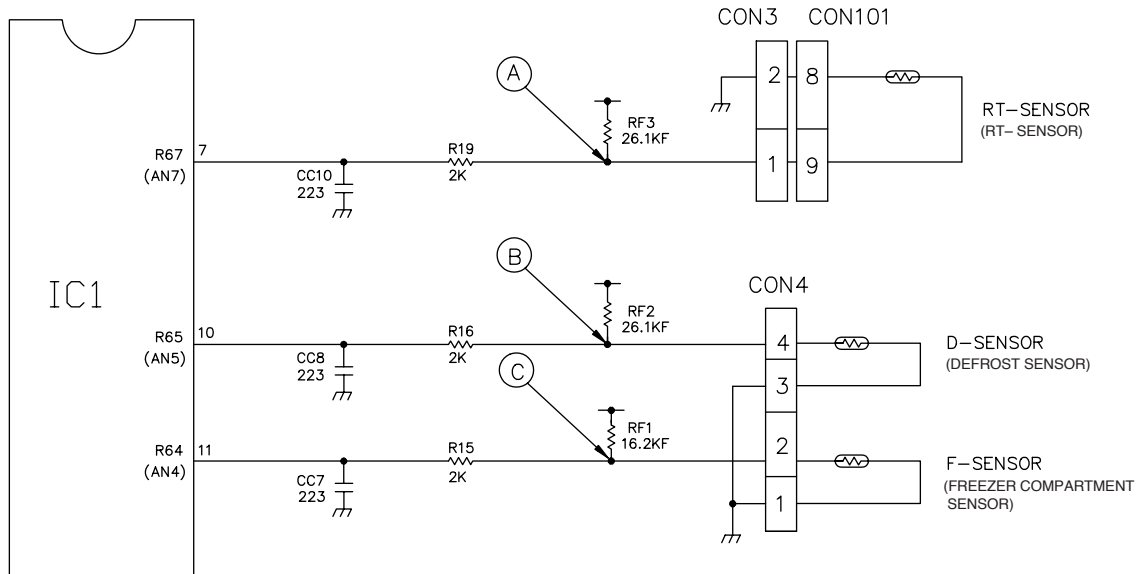 CON3 CON101
A
2 8
RF3
26.1KF
RT-SENSOR
(RT- SENSOR)
R67 7
(AN7)
CC10
223
R19
2K
1 9
B
IC1
CON4
RF2
26.1KF
R65 10
(AN5)
CC8
223
R16
2K
4
D-SENSOR
(DEFROST SENSOR)
C
3
RF1
16.2KF
R64 11
(AN4)
CC7
223
R15
2K
2
F-SENSOR
(FREEZER COMPARTMENT
SENSOR)
1